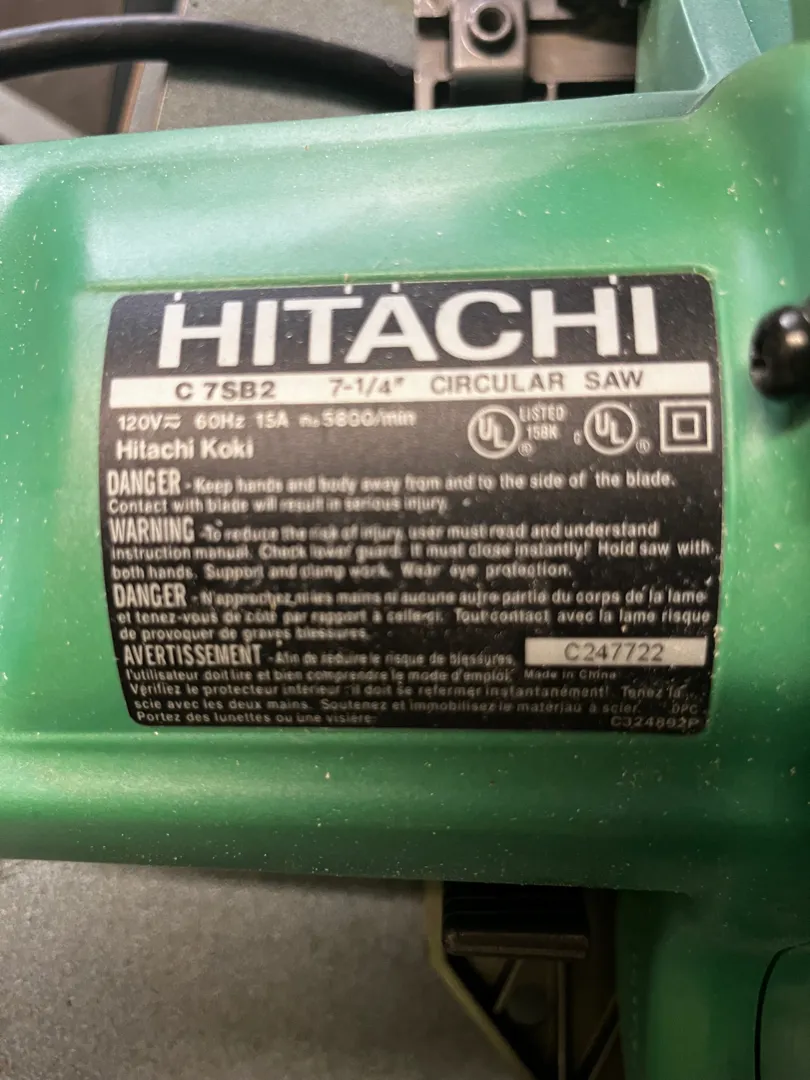 HITACHI
C 7SB2 7-1/4" CIRCULAR SAW
120V 60Hz 15A n₀ 5800/min
UL ® LISTED 158K c UL ®
Hitachi Koki
DANGER - Keep hands and body away from and to the side of the blade.
Contact with blade will result in serious injury.
WARNING - To reduce the risk of injury, user must read and understand
instruction manual. Check lower guard. It must close instantly! Hold saw with
both hands. Support and clamp work. Wear eye protection.
DANGER - N'approchez ni les mains ni aucune autre partie du corps de la lame
et tenez-vous de côté par rapport à celle-ci. Tout contact avec la lame risque
de provoquer de graves blessures.
AVERTISSEMENT - Afin de réduire le risque de blessures,
C247722
l'utilisateur doit lire et bien comprendre le mode d'emploi. Made in China
Vérifiez le protecteur inférieur : il doit se refermer instantanément! Tenez la
scie avec les deux mains. Soutenez et immobilisez le matériau à scier. DPC
Portez des lunettes ou une visière. C324892P